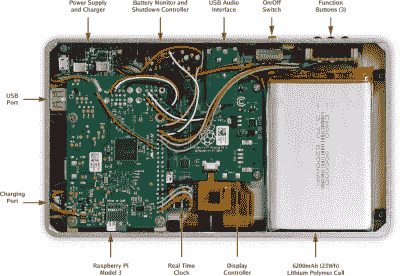 Power Supply
and Charger
Battery Monitor and
Shutdown Controller
USB Audio
Interface
On/Off
Switch
Function
Buttons (3)
USB
Port
Charging
Port
Raspberry Pi
Model 3
Real Time
Clock
Display
Controller
6200mAh (23Wh)
Lithium Polymer Cell